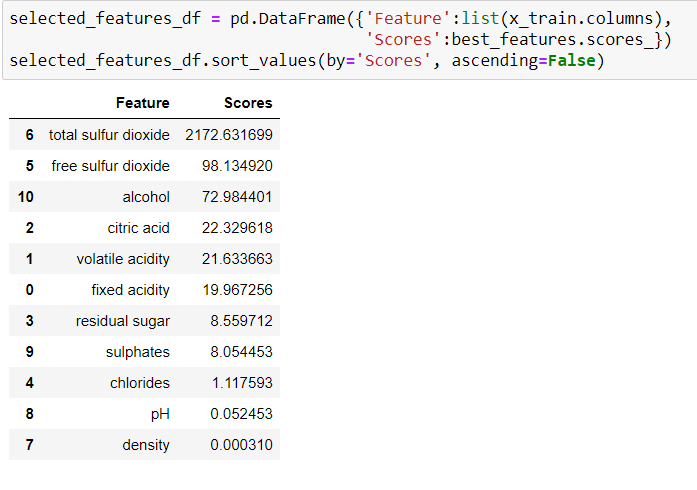 selected_features_df = pd.DataFrame({'Feature':list(x_train.columns),
'Scores':best_features.scores_})
selected_features_df.sort_values(by='Scores', ascending=False)
Feature Scores
6 total sulfur dioxide 2172.631699
5 free sulfur dioxide 98.134920
10 alcohol 72.984401
2 citric acid 22.329618
1 volatile acidity 21.633663
0 fixed acidity 19.967256
3 residual sugar 8.559712
9 sulphates 8.054453
4 chlorides 1.117593
8 pH 0.052453
7 density 0.000310